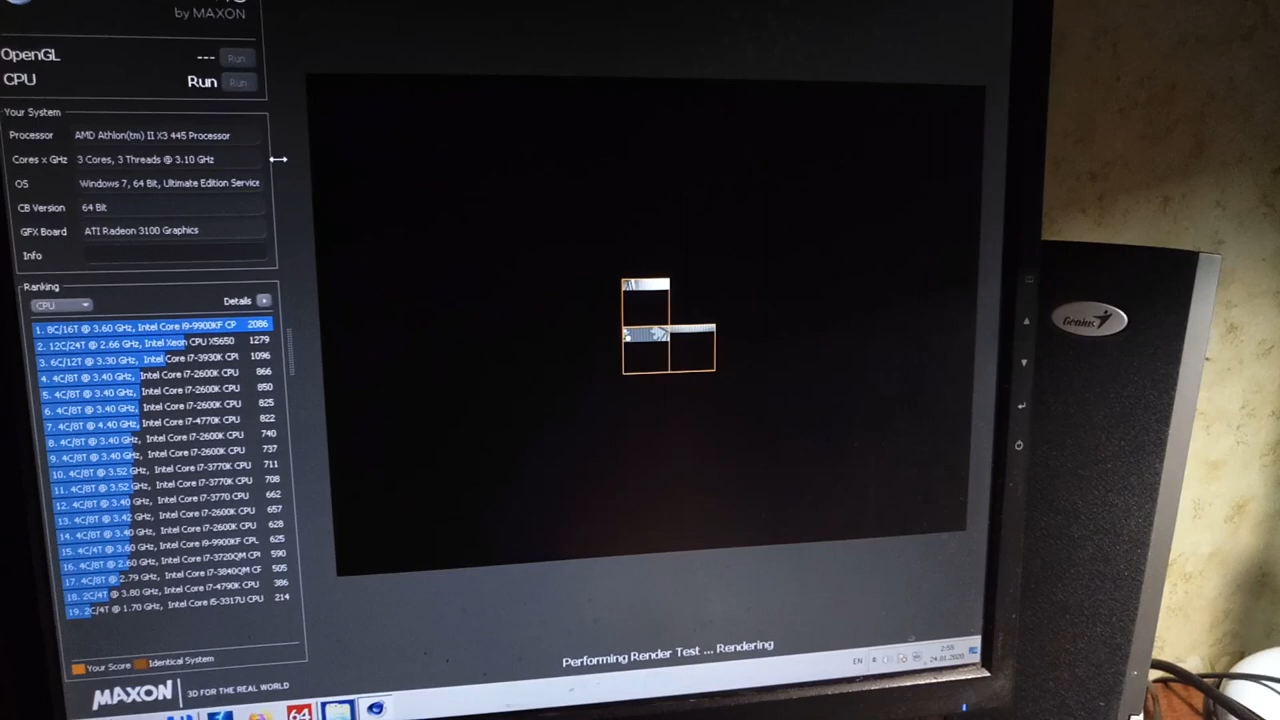 by MAXON
OpenGL --- Run
CPU Run Run
Your System
Processor AMD Athlon(tm) II X3 445 Processor
Cores x GHz 3 Cores, 3 Threads @ 3.10 GHz
OS Windows 7, 64 Bit, Ultimate Edition Service
CB Version 64 Bit
GFX Board ATI Radeon 3100 Graphics
Info
Ranking
CPU Details
1. 8C/16T @ 3.60 GHz, Intel Core i9-9900KF CP 2086
2. 12C/24T @ 2.66 GHz, Intel Xeon CPU X5650 1279
3. 6C/12T @ 3.30 GHz, Intel Core i7-3930K CPI 1096
4. 4C/8T @ 3.40 GHz, Intel Core i7-2600K CPU 866
5. 4C/8T @ 3.40 GHz, Intel Core i7-2600K CPU 850
6. 4C/8T @ 3.40 GHz, Intel Core i7-2600K CPU 825
7. 4C/8T @ 4.40 GHz, Intel Core i7-4770K CPU 822
8. 4C/8T @ 3.40 GHz, Intel Core i7-2600K CPU 740
9. 4C/8T @ 3.40 GHz, Intel Core i7-2600K CPU 737
10. 4C/8T @ 3.52 GHz, Intel Core i7-3770K CPU 711
11. 4C/8T @ 3.52 GHz, Intel Core i7-3770K CPU 708
12. 4C/8T @ 3.40 GHz, Intel Core i7-3770 CPU 662
13. 4C/8T @ 3.42 GHz, Intel Core i7-2600K CPU 657
14. 4C/8T @ 3.40 GHz, Intel Core i7-2600K CPU 628
15. 4C/4T @ 3.60 GHz, Intel Core i9-9900KF CPL 625
16. 4C/8T @ 2.60 GHz, Intel Core i7-3720QM CPI 590
17. 4C/8T @ 2.79 GHz, Intel Core i7-3840QM CF 505
18. 2C/4T @ 3.80 GHz, Intel Core i7-4790K CPU 386
19. 2C/4T @ 1.70 GHz, Intel Core i5-3317U CPU 214
Your Score Identical System
MAXON 3D FOR THE REAL WORLD
Performing Render Test ... Rendering
EN
2:55
24.01.2020
64
Genius